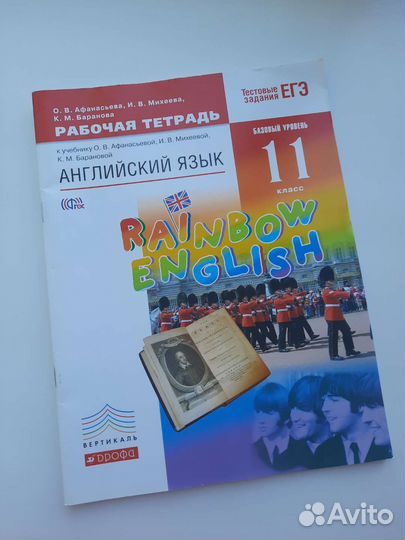 О. В. Афанасьева, И. В. Михеева,
К. М. Баранова
РАБОЧАЯ ТЕТРАДЬ
к учебнику О. В. Афанасьевой, И. В. Михеевой,
К. М. Барановой
АНГЛИЙСКИЙ ЯЗЫК
Тестовые
задания ЕГЭ
БАЗОВЫЙ УРОВЕНЬ
11
класс
ФГОС
RAINBOW
ENGLISH
ВЕРТИКАЛЬ
дрофа
Avito